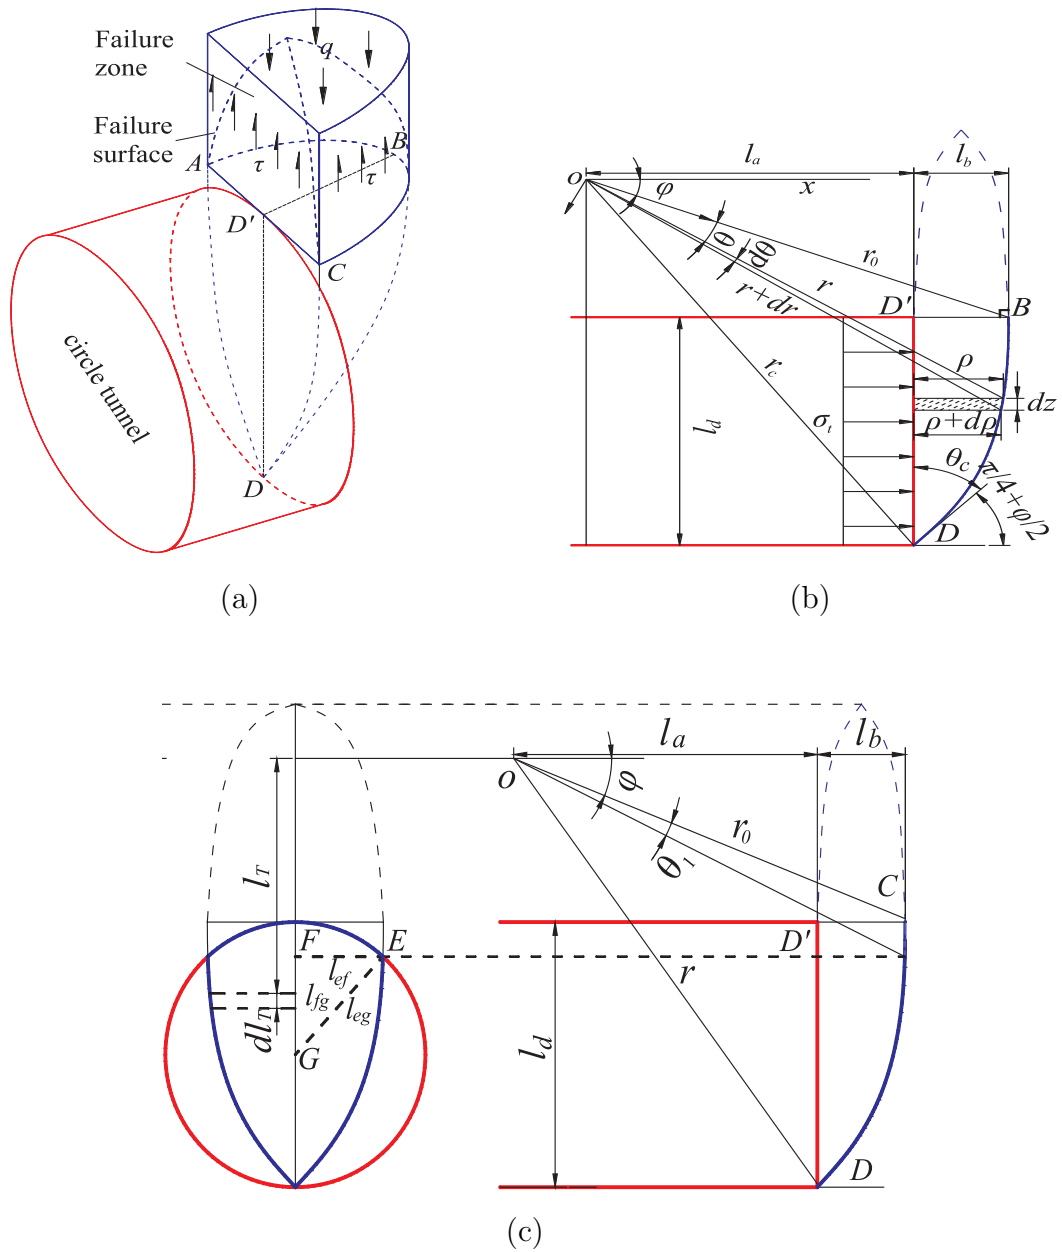 Failure
zone
q
Failure
surface
A
τ
B
τ
D'
C
circle tunnel
D
(a)
l_a
l_b
o
φ
x
θ
dθ
r_0
r
r+dr
D'
B
r_c
ρ
dz
l_d
σ_t
ρ+dρ
θ_c
π/4+φ/2
D
(b)
l_a
l_b
o
φ
l_T
r_0
θ_1
C
F
E
D'
l_ef
r
l_fg
l_eg
dl_T
G
l_d
D
(c)